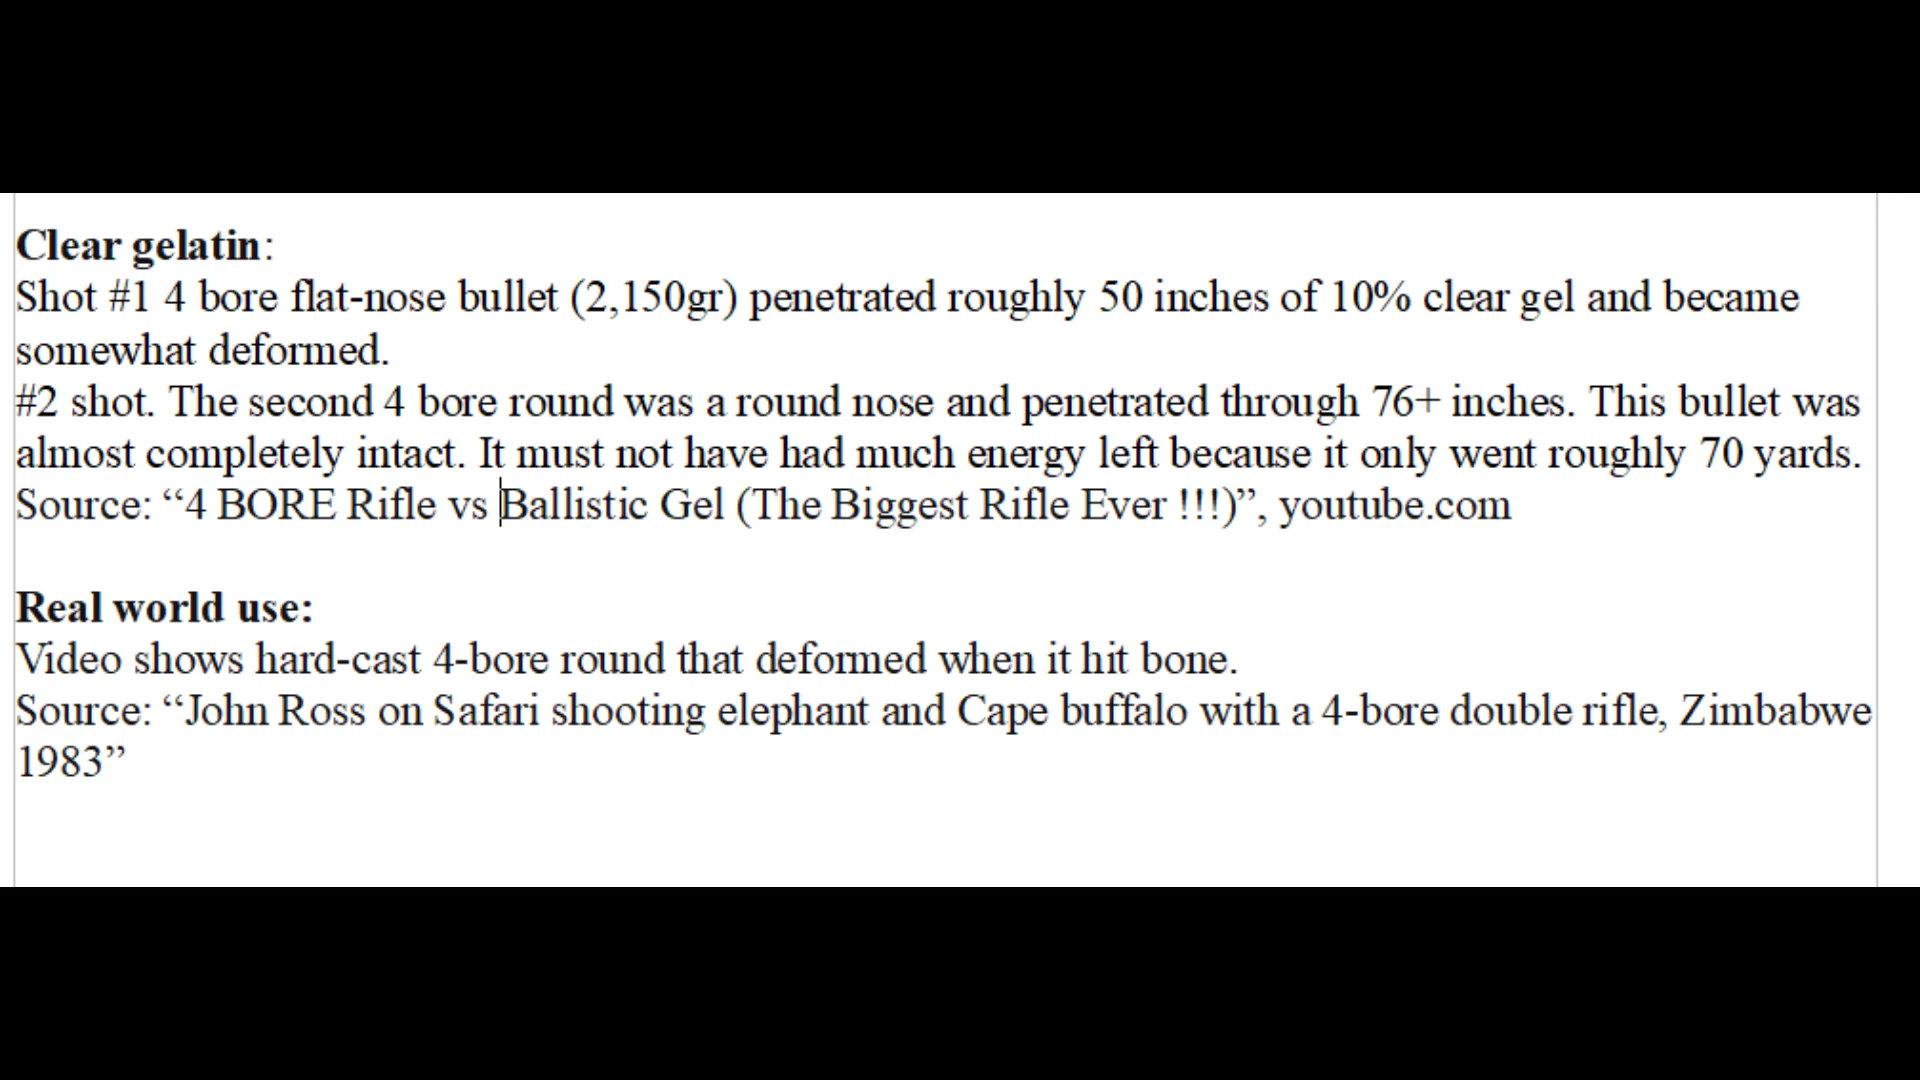 Clear gelatin:
Shot #1 4 bore flat-nose bullet (2,150gr) penetrated roughly 50 inches of 10% clear gel and became
somewhat deformed.
#2 shot. The second 4 bore round was a round nose and penetrated through 76+ inches. This bullet was
almost completely intact. It must not have had much energy left because it only went roughly 70 yards.
Source: “4 BORE Rifle vs Ballistic Gel (The Biggest Rifle Ever !!!)”, youtube.com
Real world use:
Video shows hard-cast 4-bore round that deformed when it hit bone.
Source: “John Ross on Safari shooting elephant and Cape buffalo with a 4-bore double rifle, Zimbabwe
1983”